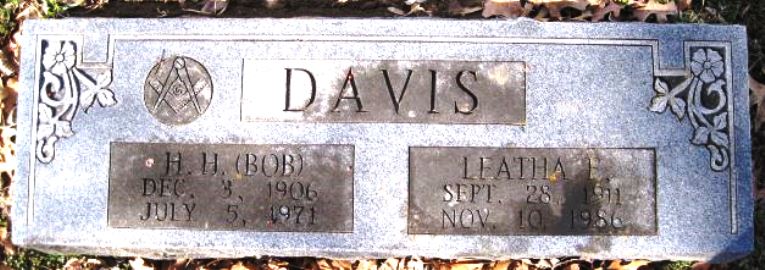 DAVIS
H. H. (BOB)
DEC. 3, 1906
JULY 5, 1971
LEATHA E.
SEPT. 28, 1911
NOV. 10, 1986